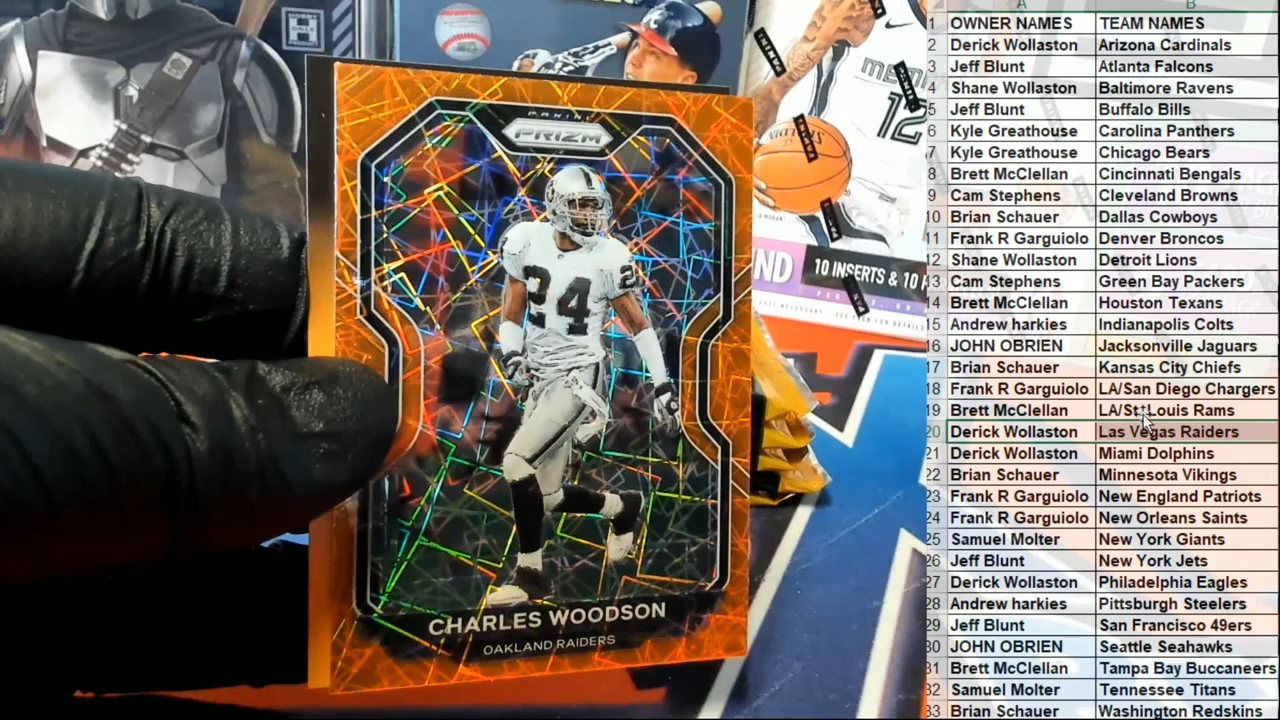 PANINI
PRIZM
24
CHARLES WOODSON
OAKLAND RAIDERS
MEM
12
PANINI
PANINI
PANINI
PANINI
10 INSERTS & 10 P
A B
1 OWNER NAMES TEAM NAMES
2 Derick Wollaston Arizona Cardinals
3 Jeff Blunt Atlanta Falcons
4 Shane Wollaston Baltimore Ravens
5 Jeff Blunt Buffalo Bills
6 Kyle Greathouse Carolina Panthers
7 Kyle Greathouse Chicago Bears
8 Brett McClellan Cincinnati Bengals
9 Cam Stephens Cleveland Browns
10 Brian Schauer Dallas Cowboys
11 Frank R Garguiolo Denver Broncos
12 Shane Wollaston Detroit Lions
13 Cam Stephens Green Bay Packers
14 Brett McClellan Houston Texans
15 Andrew harkies Indianapolis Colts
16 JOHN OBRIEN Jacksonville Jaguars
17 Brian Schauer Kansas City Chiefs
18 Frank R Garguiolo LA/San Diego Chargers
19 Brett McClellan LA/St. Louis Rams
20 Derick Wollaston Las Vegas Raiders
21 Derick Wollaston Miami Dolphins
22 Brian Schauer Minnesota Vikings
23 Frank R Garguiolo New England Patriots
24 Frank R Garguiolo New Orleans Saints
25 Samuel Molter New York Giants
26 Jeff Blunt New York Jets
27 Derick Wollaston Philadelphia Eagles
28 Andrew harkies Pittsburgh Steelers
29 Jeff Blunt San Francisco 49ers
30 JOHN OBRIEN Seattle Seahawks
31 Brett McClellan Tampa Bay Buccaneers
32 Samuel Molter Tennessee Titans
33 Brian Schauer Washington Redskins